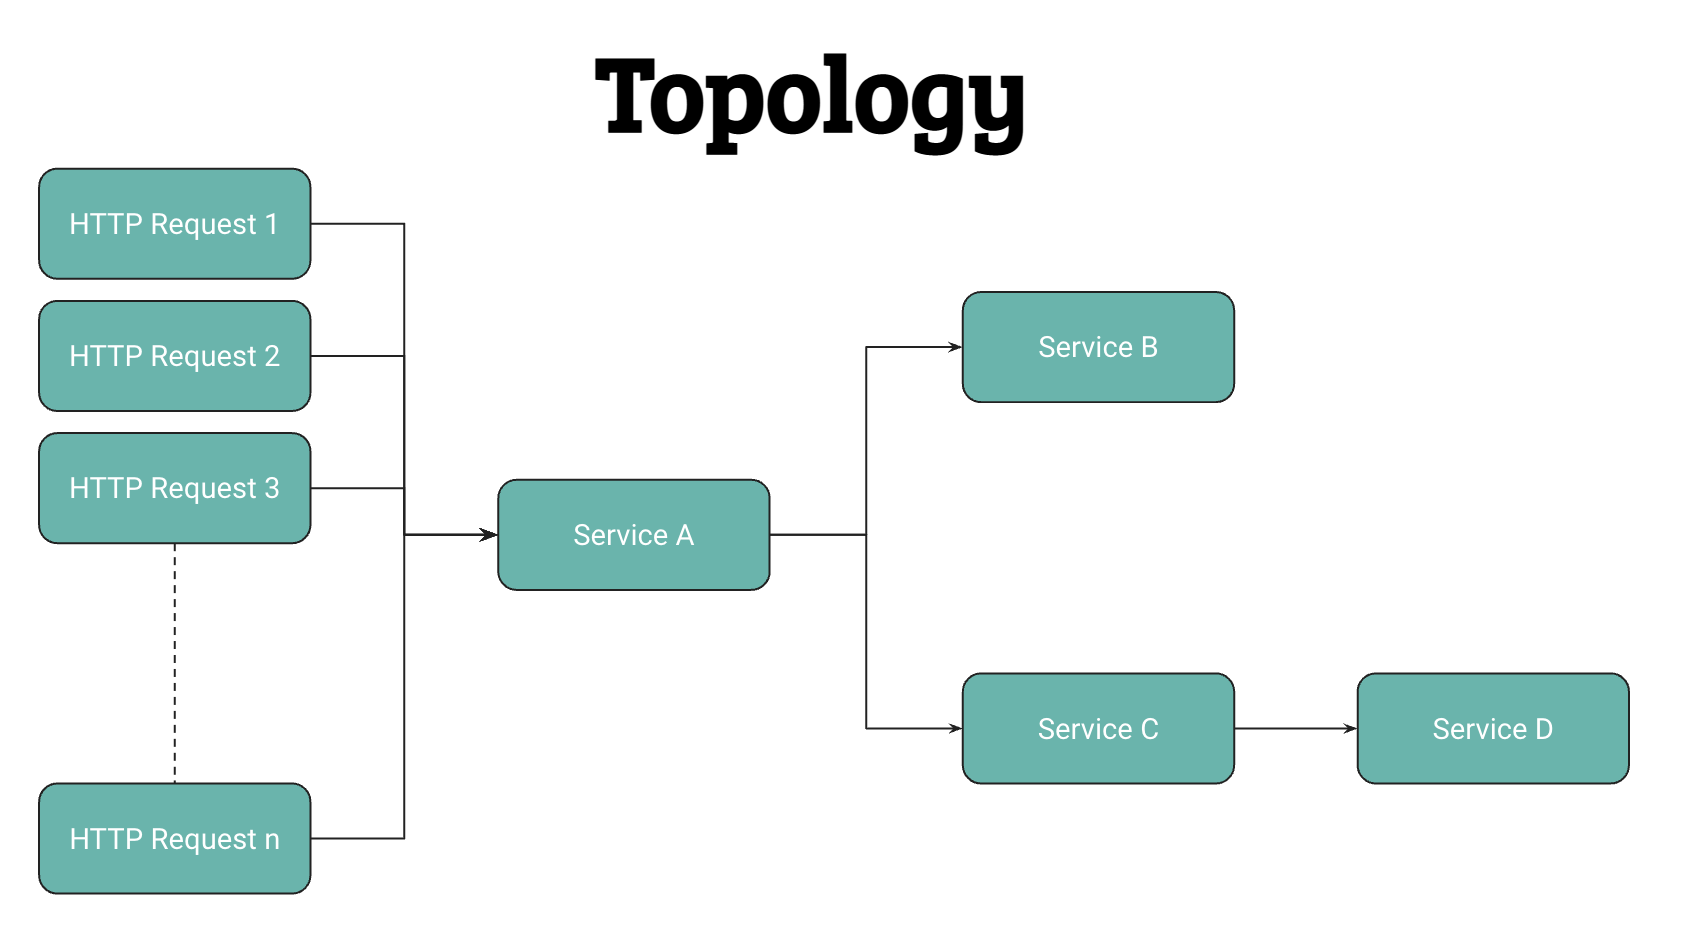 Topology
HTTP Request 1
HTTP Request 2
HTTP Request 3
HTTP Request n
Service A
Service B
Service C
Service D